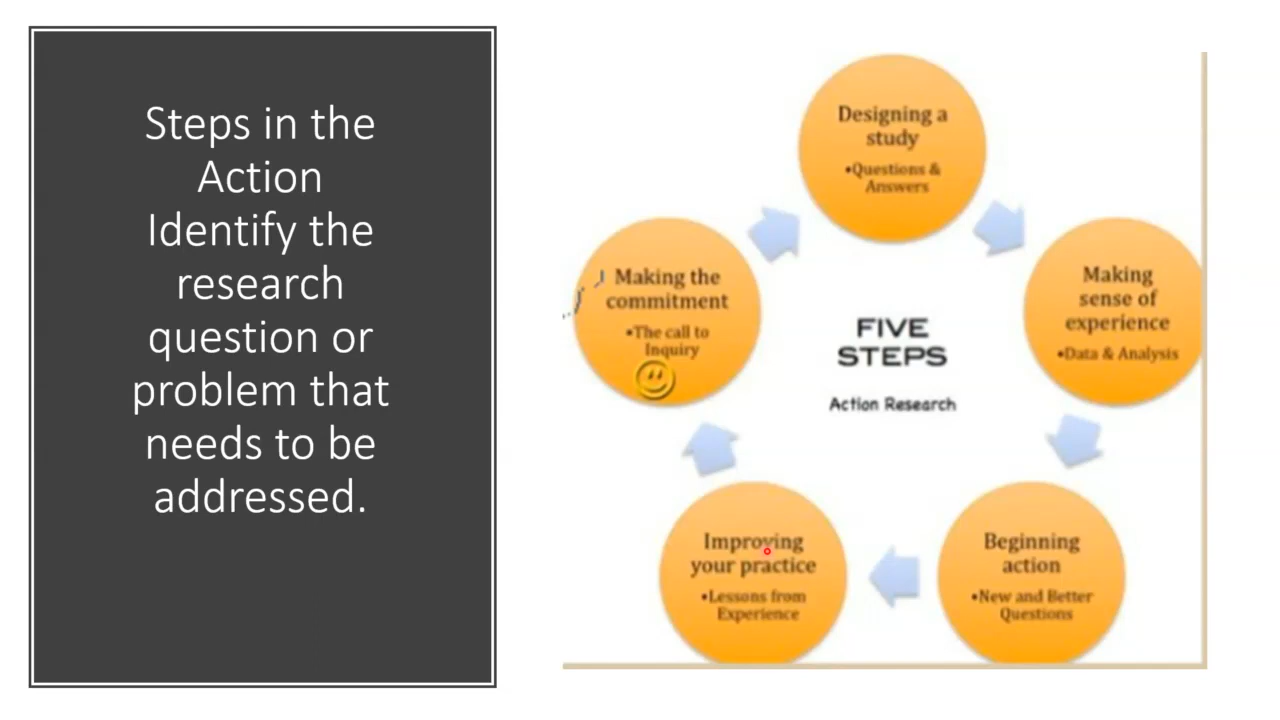 Steps in the
Action
Identify the
research
question or
problem that
needs to be
addressed.
Designing a
study
•Questions &
Answers
Making
sense of
experience
•Data & Analysis
Beginning
action
•New and Better
Questions
Improving
your practice
•Lessons from
Experience
Making the
commitment
•The call to
Inquiry
FIVE
STEPS
Action Research